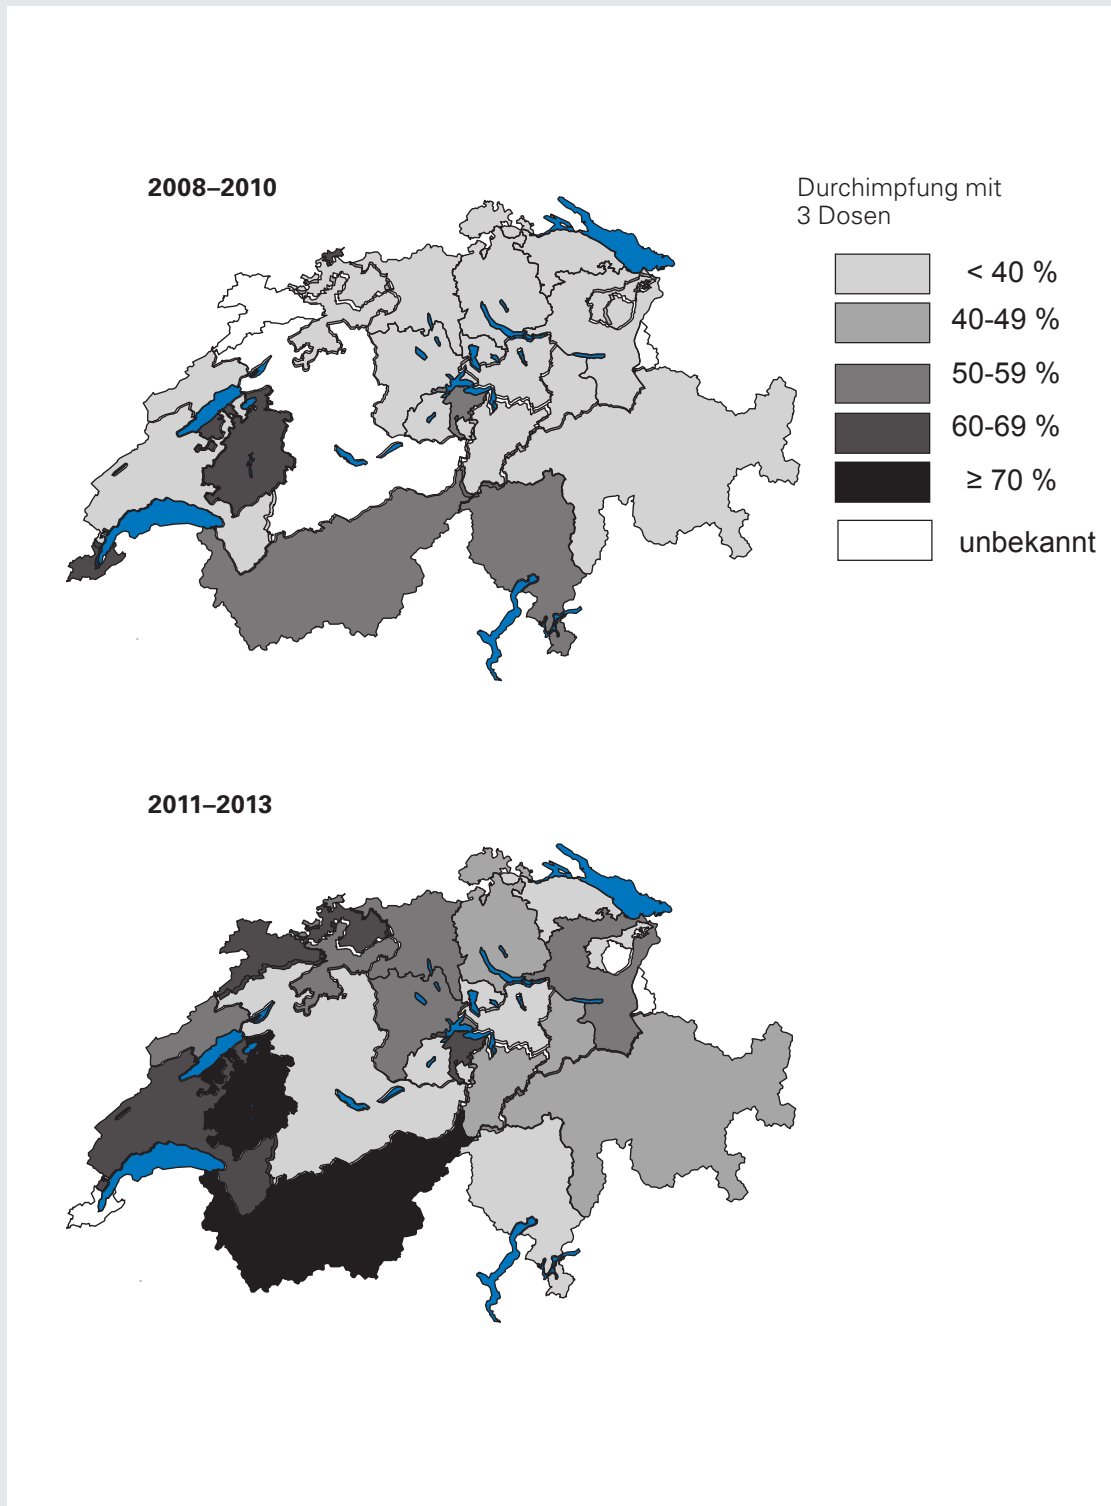 2008–2010
Durchimpfung mit
3 Dosen
< 40 %
40-49 %
50-59 %
60-69 %
≥ 70 %
unbekannt
2011–2013